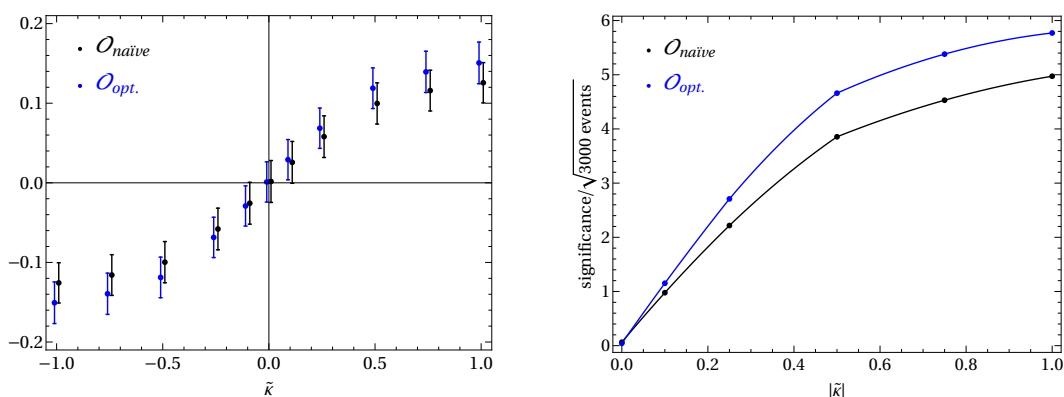 0.2
0.1
0.0
−0.1
−0.2
𝒪naïve
𝒪opt.
−1.0 −0.5 0.0 0.5 1.0
κ̃
6
5
4
3
2
1
0
significance/√3000 events
𝒪naïve
𝒪opt.
0.0 0.2 0.4 0.6 0.8 1.0
|κ̃|